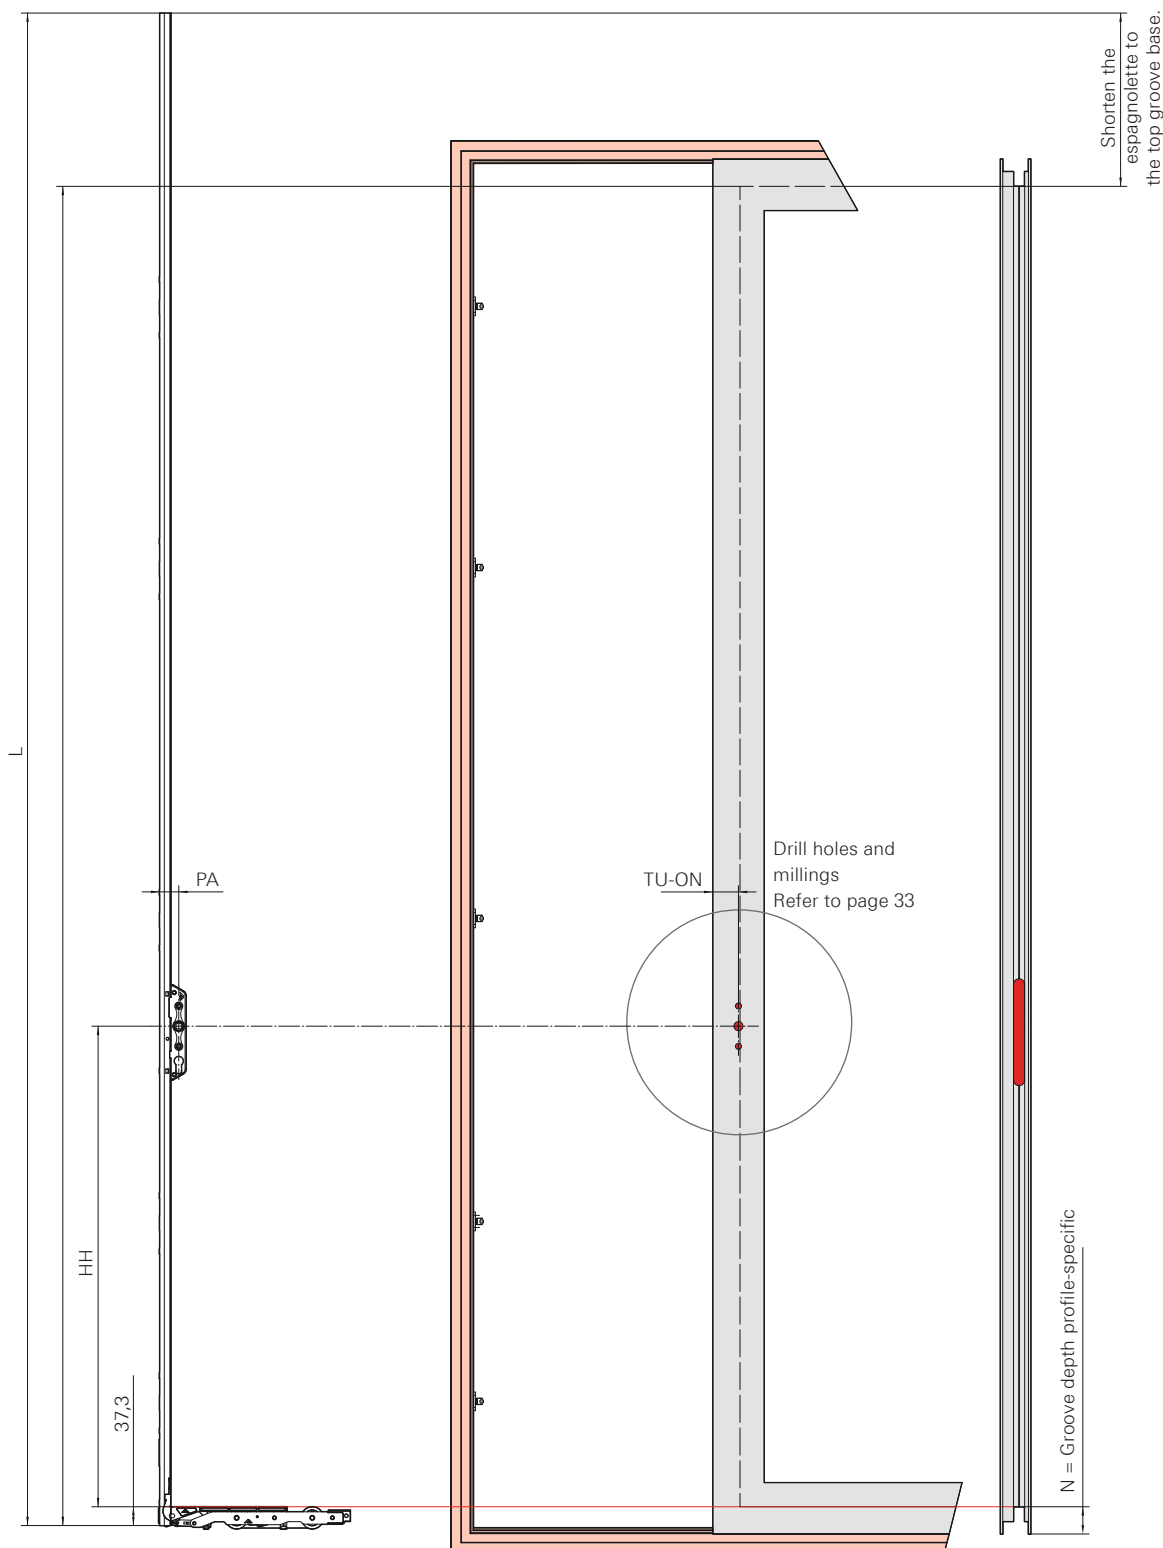 Shorten the
espagnolette to
the top groove base.
L
PA
TU-ON
Drill holes and
millings
Refer to page 33
HH
37,3
N = Groove depth profile-specific